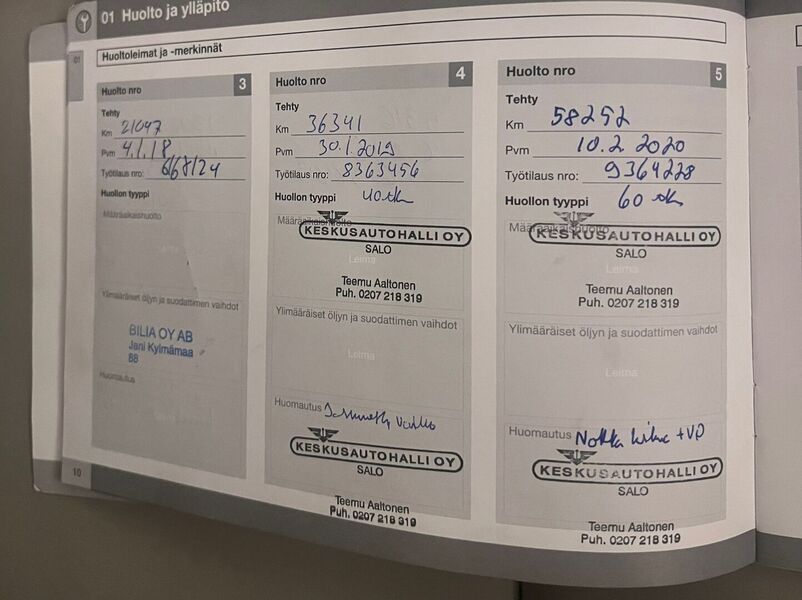 01 Huolto ja ylläpito
01
Huoltoleimat ja -merkinnät
Huolto nro 3
Tehty
Km 21047
Pvm 4.1.18
Työtilaus nro:
Huollon tyyppi
Määräaikaishuolto
Leima
Ylimääräiset öljyn ja suodattimen vaihdot
BILIA OY AB
Jani Kylmämaa
88
Huomautus
10
Huolto nro 4
Tehty
Km 36341
Pvm 30.1.2019
Työtilaus nro: 8363456
Huollon tyyppi 40 tk
Määräaikaishuolto
KESKUSAUTOHALLI OY
SALO
Leima
Teemu Aaltonen
Puh. 0207 218 319
Ylimääräiset öljyn ja suodattimen vaihdot
Leima
Huomautus
KESKUSAUTOHALLI OY
SALO
Teemu Aaltonen
Puh. 0207 218 319
Huolto nro 5
Tehty
Km 58252
Pvm 10.2.2020
Työtilaus nro: 9364228
Huollon tyyppi 60 tk
Määräaikaishuolto
KESKUSAUTOHALLI OY
SALO
Leima
Teemu Aaltonen
Puh. 0207 218 319
Ylimääräiset öljyn ja suodattimen vaihdot
Leima
Huomautus
KESKUSAUTOHALLI OY
SALO
Teemu Aaltonen
Puh. 0207 218 319